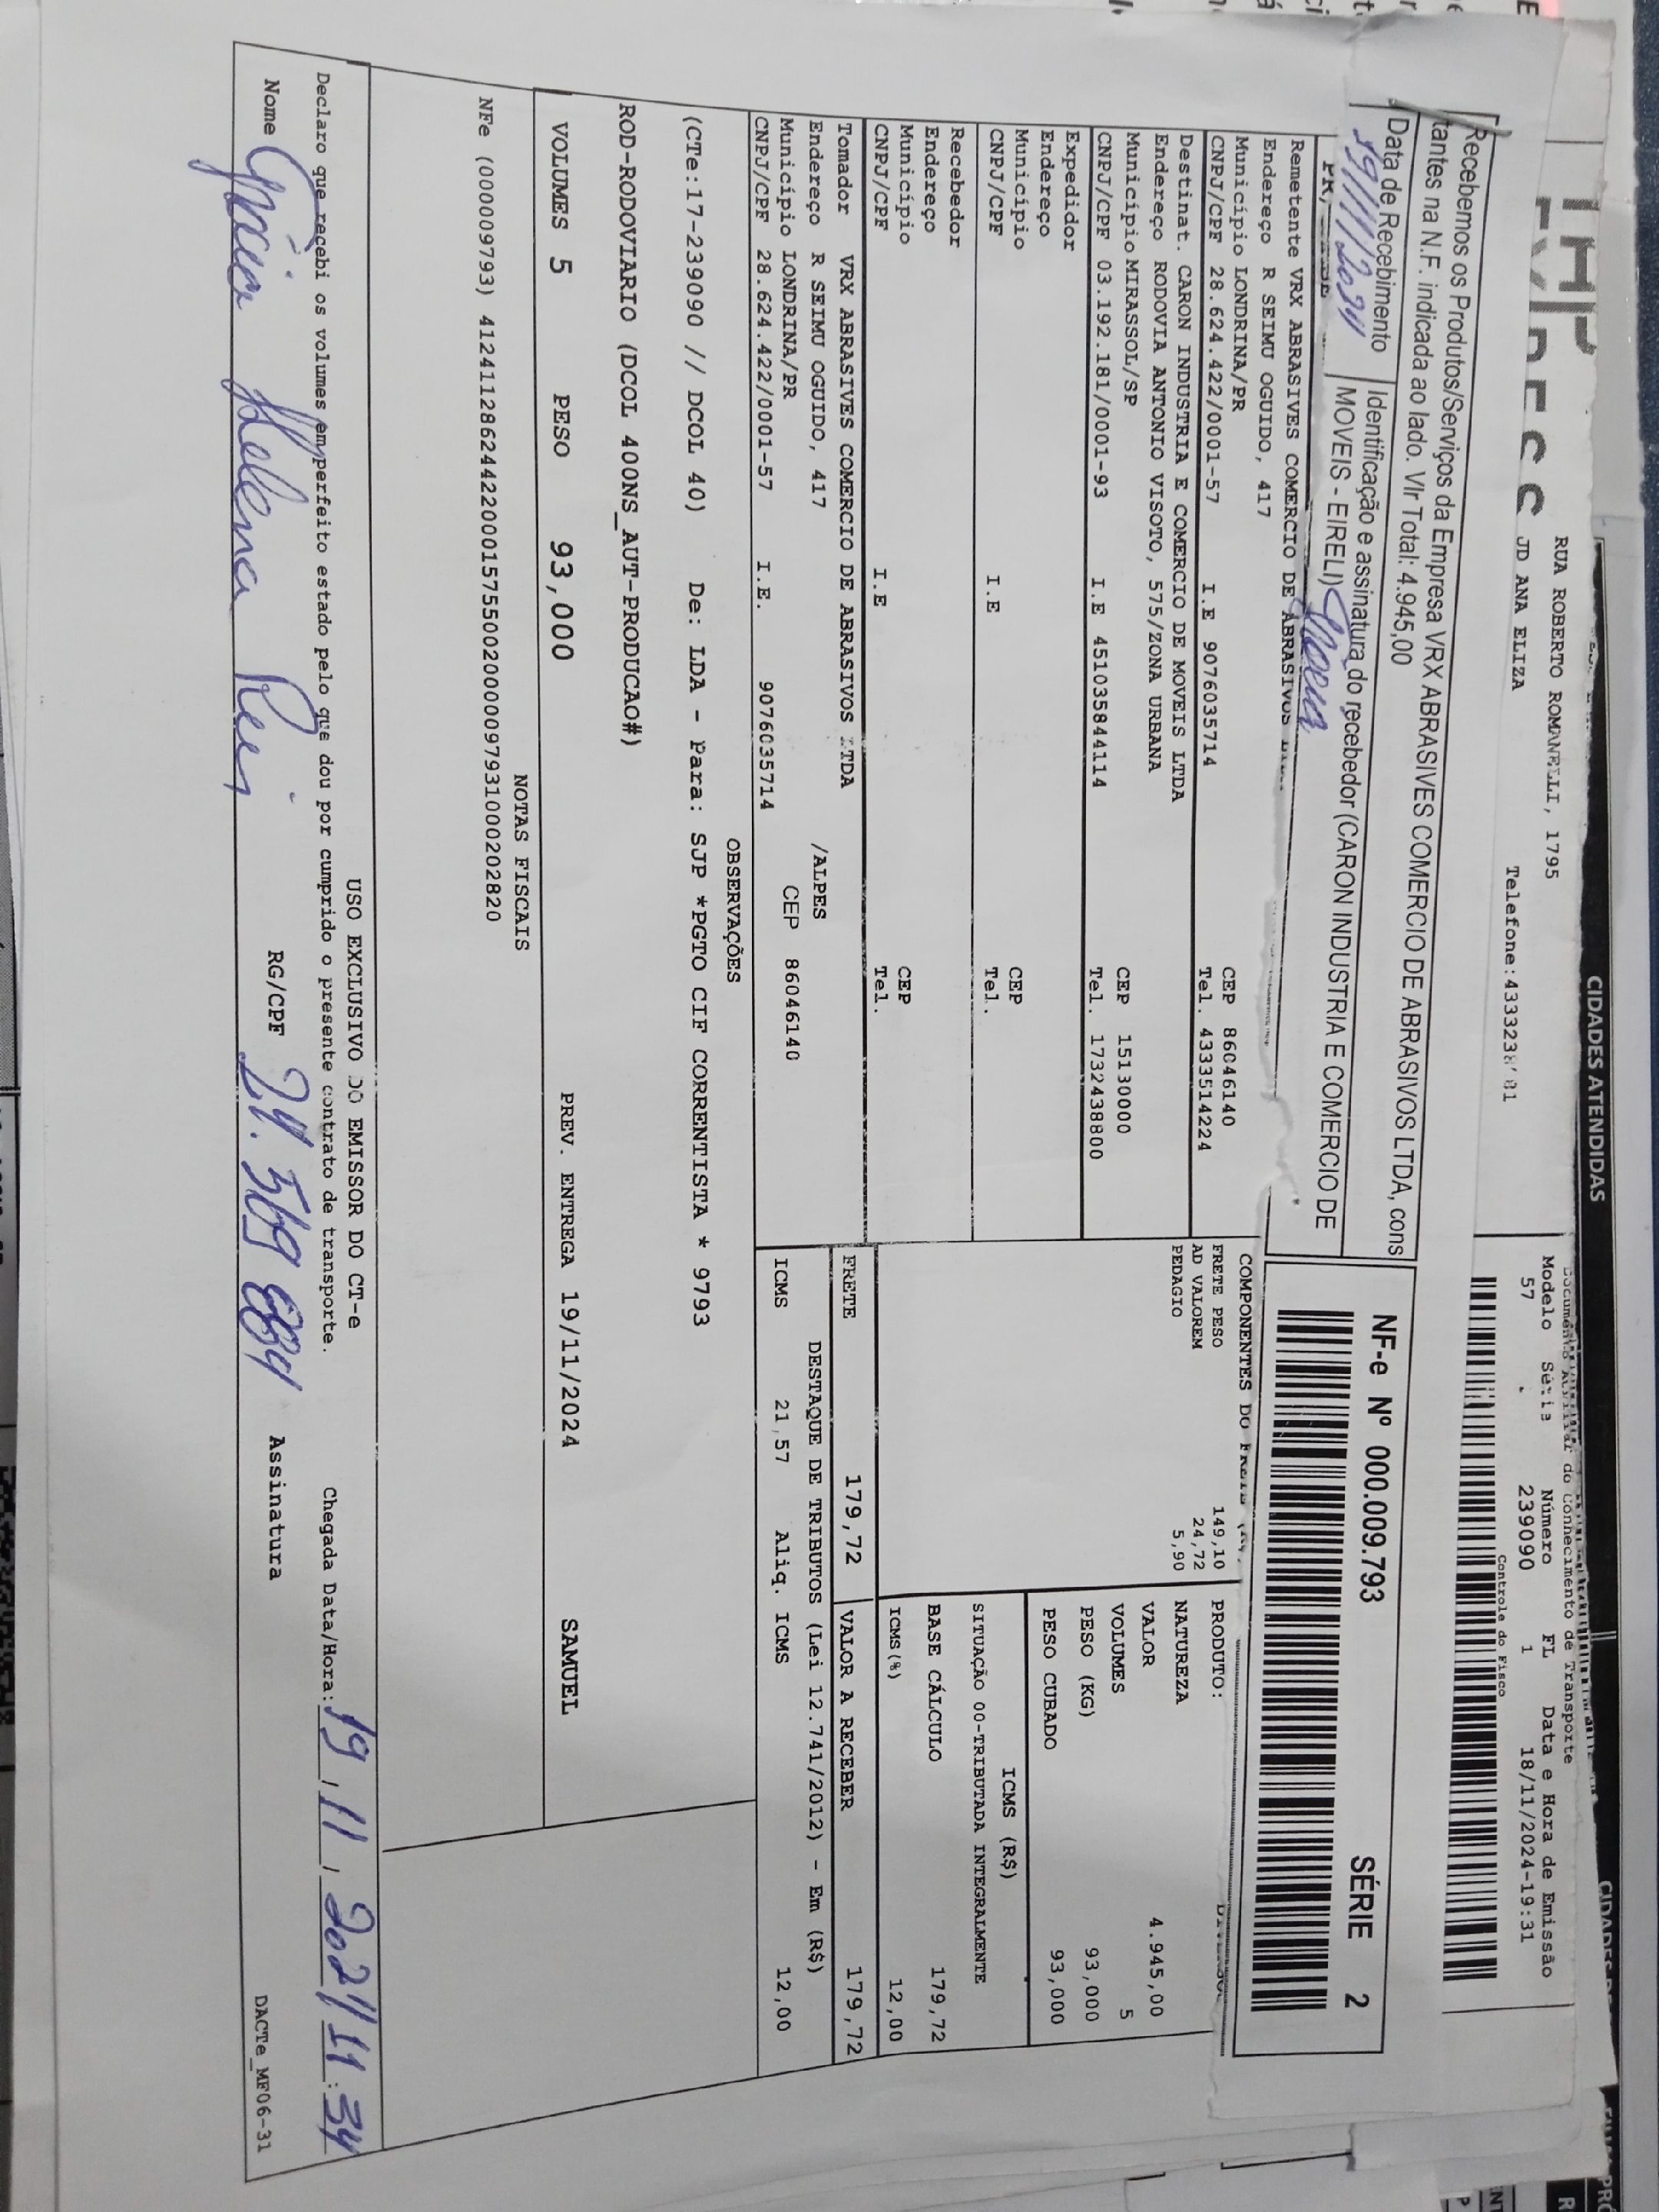 CIDADES ATENDIDAS
RUA ROBERTO ROMANELLI, 1795
JD ANA ELIZA
Telefone:433323
Documento Auxiliar do Conhecimento de Transporte
Modelo Série Número FL Data e Hora de Emissão
57 239090 1 18/11/2024-19:31
Controle do Fisco
Recebemos os Produtos/Serviços da Empresa VRX ABRASIVES COMERCIO DE ABRASIVOS LTDA, cons
tantes na N.F. indicada ao lado. Vlr Total: 4.945,00
Data de Recebimento
19/11/2024
Identificação e assinatura do recebedor (CARON INDUSTRIA E COMERCIO DE
MOVEIS - EIRELI)
NF-e Nº 000.009.793 SÉRIE 2
Remetente VRX ABRASIVES COMERCIO DE ABRASIVOS
Endereço R SEIMU OGUIDO, 417
Município LONDRINA/PR CEP 86046140
CNPJ/CPF 28.624.422/0001-57 I.E 9076035714 Tel. 4333514224
Destinat. CARON INDUSTRIA E COMERCIO DE MOVEIS LTDA
Endereço RODOVIA ANTONIO VISOTO, 575/ZONA URBANA
Município MIRASSOL/SP CEP 15130000
CNPJ/CPF 03.192.181/0001-93 I.E 451035844114 Tel. 1732438800
Expedidor
Endereço
Município CEP
CNPJ/CPF I.E Tel.
Recebedor
Endereço
Município CEP
CNPJ/CPF I.E Tel.
Tomador VRX ABRASIVES COMERCIO DE ABRASIVOS LTDA
Endereço R SEIMU OGUIDO, 417 /ALPES
Município LONDRINA/PR CEP 86046140
CNPJ/CPF 28.624.422/0001-57 I.E. 9076035714
COMPONENTES DO
FRETE PESO 149,10
AD VALOREM 24,72
PEDAGIO 5,90
PRODUTO:
NATUREZA
VALOR 4.945,00
VOLUMES 5
PESO (KG) 93,000
PESO CUBADO 93,000
ICMS (R$)
SITUAÇÃO 00-TRIBUTADA INTEGRALMENTE
BASE CÁLCULO 179,72
ICMS(%) 12,00
FRETE 179,72 VALOR A RECEBER 179,72
DESTAQUE DE TRIBUTOS (Lei 12.741/2012) - Em (R$)
ICMS 21,57 Aliq. ICMS 12,00
OBSERVAÇÕES
(CTe:17-239090 // DCOL 40) De: LDA - Para: SJP *PGTO CIF CORRENTISTA * 9793
ROD-RODOVIARIO (DCOL 400NS_AUT-PRODUCAO#)
VOLUMES 5 PESO 93,000 PREV. ENTREGA 19/11/2024 SAMUEL
NOTAS FISCAIS
NFe (000009793) 41241128624422000157550020000097931000202820
USO EXCLUSIVO DO EMISSOR DO CT-e
Declaro que recebi os volumes em perfeito estado pelo que dou por cumprido o presente contrato de transporte. Chegada Data/Hora: 19/11/2024 11:34
Nome Helena RG/CPF Assinatura
DACTe_MF06-31